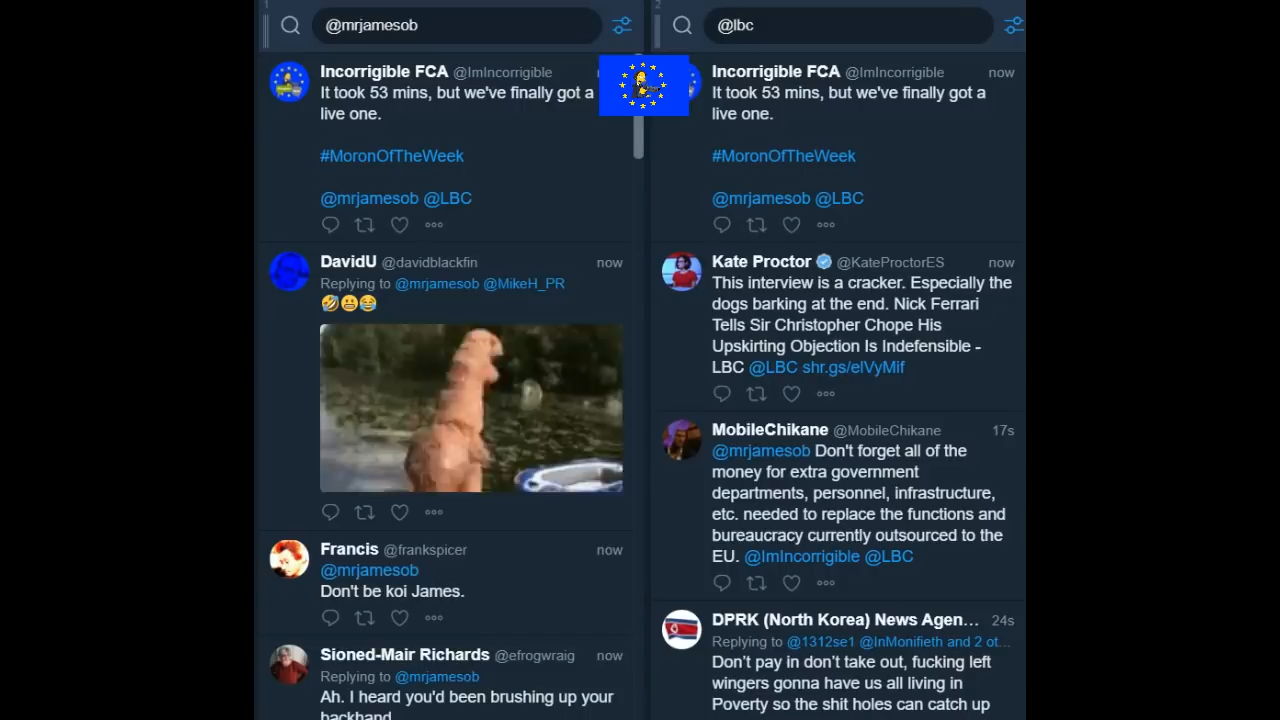 1
@mrjamesob
Incorrigible FCA @ImIncorrigible
It took 53 mins, but we've finally got a
live one.
#MoronOfTheWeek
@mrjamesob @LBC
DavidU @davidblackfin now
Replying to @mrjamesob @MikeH_PR
🤣😬😂
Francis @frankspicer now
@mrjamesob
Don't be koi James.
Sioned-Mair Richards @efrogwraig now
Replying to @mrjamesob
Ah. I heard you'd been brushing up your
backhand
2
@lbc
Incorrigible FCA @ImIncorrigible now
It took 53 mins, but we've finally got a
live one.
#MoronOfTheWeek
@mrjamesob @LBC
Kate Proctor @KateProctorES now
This interview is a cracker. Especially the
dogs barking at the end. Nick Ferrari
Tells Sir Christopher Chope His
Upskirting Objection Is Indefensible -
LBC @LBC shr.gs/elVyMif
MobileChikane @MobileChikane 17s
@mrjamesob Don't forget all of the
money for extra government
departments, personnel, infrastructure,
etc. needed to replace the functions and
bureaucracy currently outsourced to the
EU. @ImIncorrigible @LBC
DPRK (North Korea) News Agen... 24s
Replying to @1312se1 @InMonifieth and 2 ot...
Don't pay in don't take out, fucking left
wingers gonna have us all living in
Poverty so the shit holes can catch up